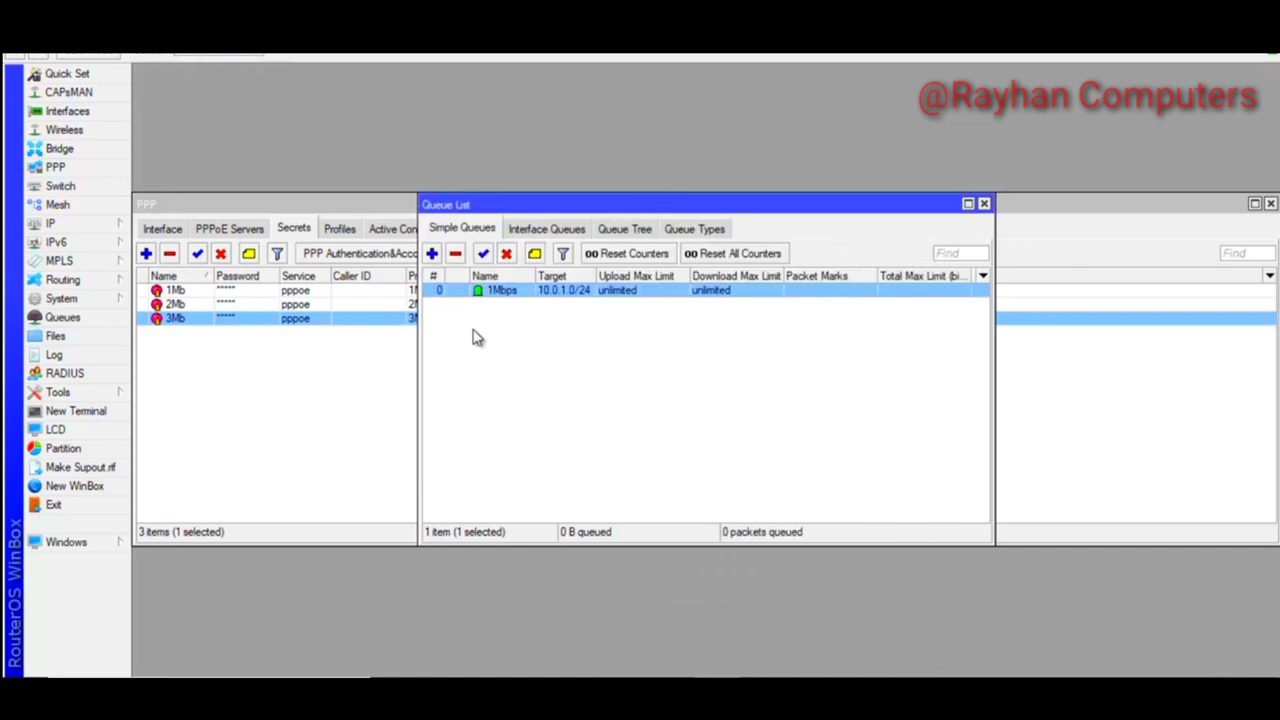 @Rayhan Computers
Quick Set
CAPsMAN
Interfaces
Wireless
Bridge
PPP
Switch
Mesh
IP
IPv6
MPLS
Routing
System
Queues
Files
Log
RADIUS
Tools
New Terminal
LCD
Partition
Make Supout.rif
New WinBox
Exit
Windows
RouterOS WinBox
PPP
Interface PPPoE Servers Secrets Profiles Active Con
PPP Authentication&Acco
Find
Name Password Service Caller ID
1Mb ***** pppoe
2Mb ***** pppoe
3Mb ***** pppoe
3 items (1 selected)
Queue List
Simple Queues Interface Queues Queue Tree Queue Types
00 Reset Counters 00 Reset All Counters Find
# Name Target Upload Max Limit Download Max Limit Packet Marks Total Max Limit (bi...
0 1Mbps 10.0.1.0/24 unlimited unlimited
1 item (1 selected) 0 B queued 0 packets queued